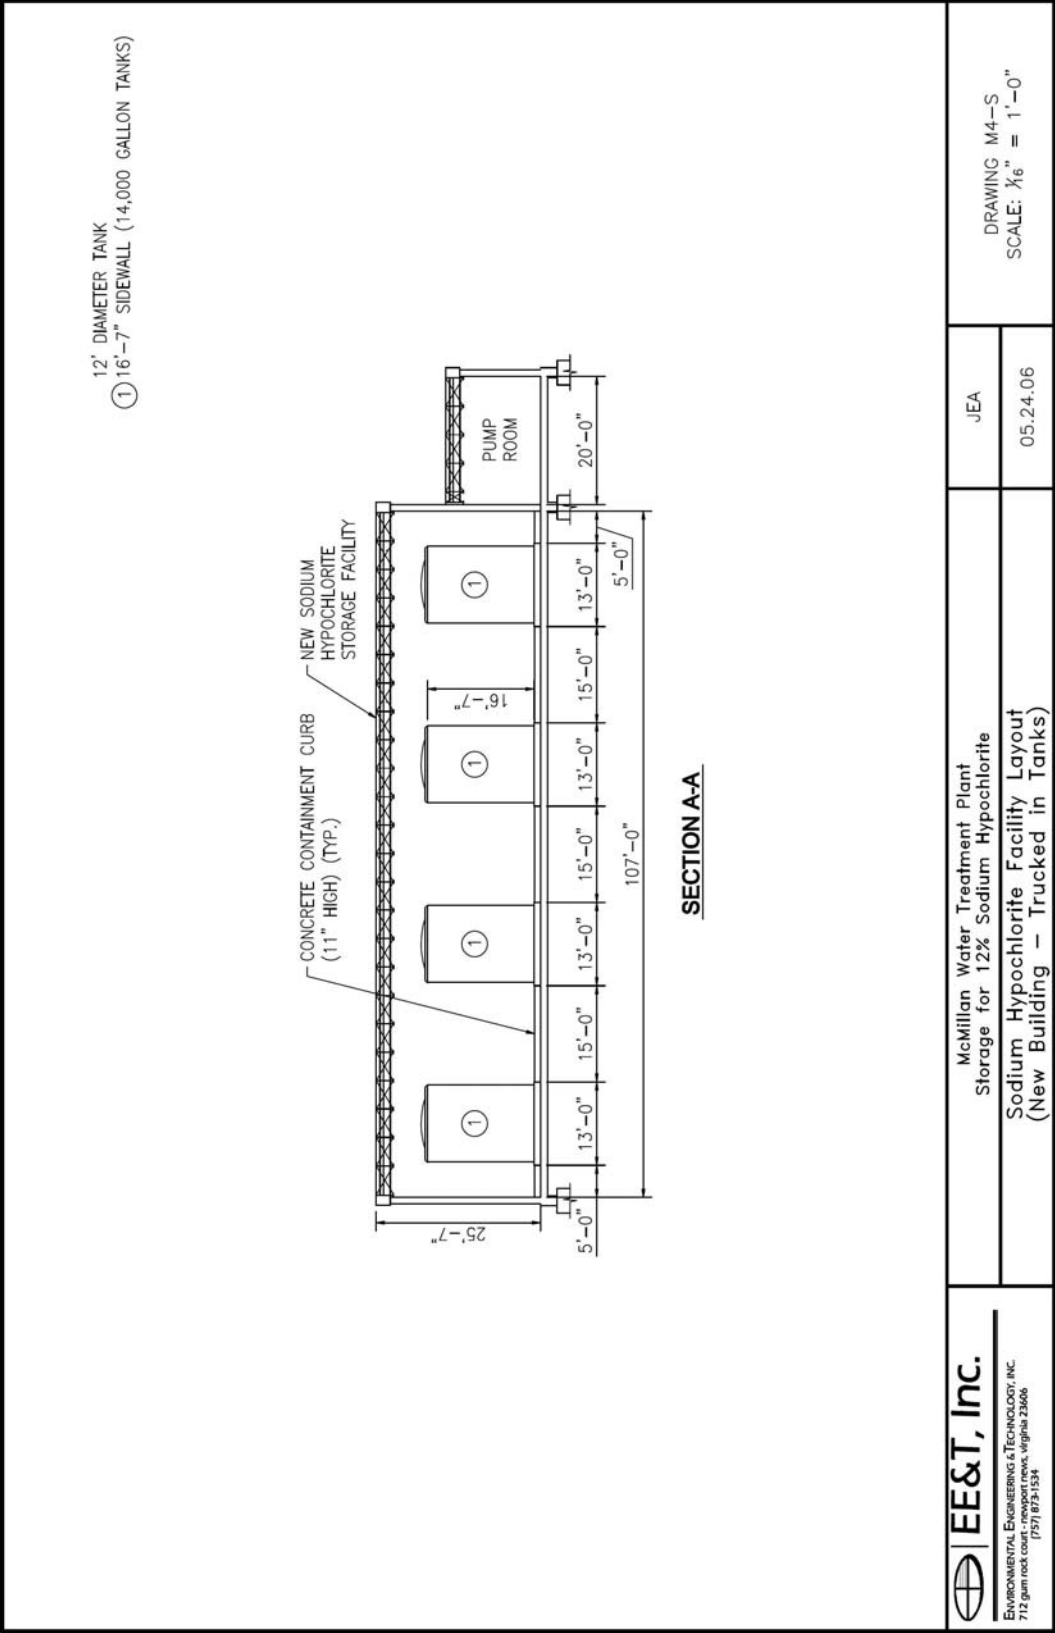 12' DIAMETER TANK
1 16'-7" SIDEWALL (14,000 GALLON TANKS)
NEW SODIUM
HYPOCHLORITE
STORAGE FACILITY
CONCRETE CONTAINMENT CURB
(11" HIGH) (TYP.)
PUMP
ROOM
1
1
1
1
16'-7"
25'-7"
5'-0"
13'-0"
15'-0"
13'-0"
15'-0"
13'-0"
15'-0"
13'-0"
5'-0"
20'-0"
107'-0"
SECTION A-A
EE&T, Inc.
ENVIRONMENTAL ENGINEERING & TECHNOLOGY, INC.
712 gum rock court - newport news, virginia 23606
(757) 873-1534
McMillan Water Treatment Plant
Storage for 12% Sodium Hypochlorite
Sodium Hypochlorite Facility Layout
(New Building – Trucked in Tanks)
JEA
05.24.06
DRAWING M4-S
SCALE: 1/16" = 1'-0"